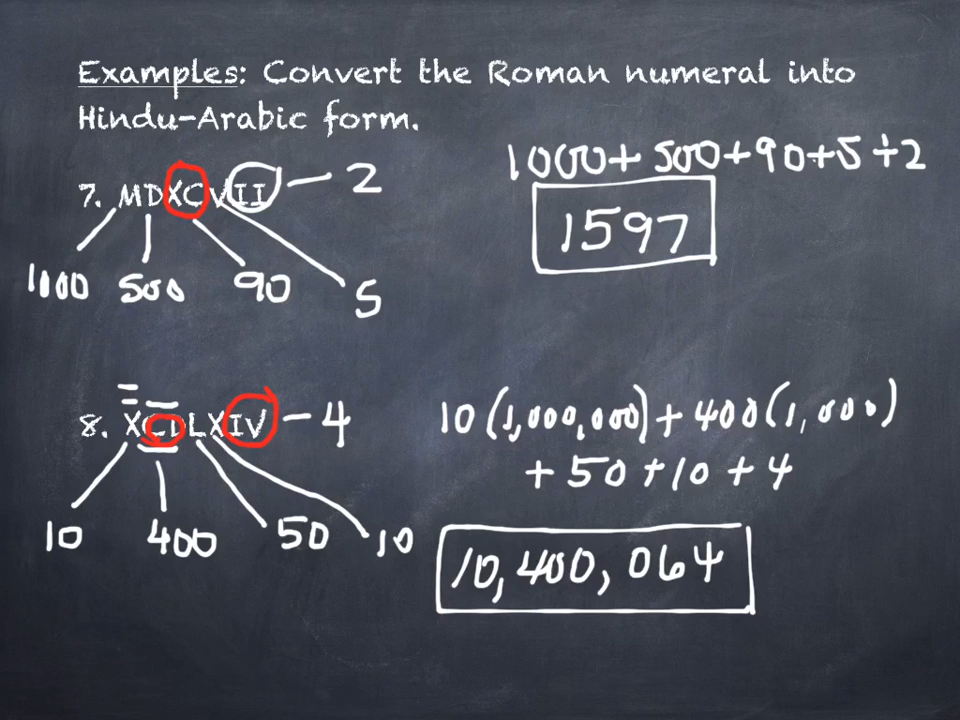 Examples: Convert the Roman numeral into
Hindu-Arabic form.
1000+500+90+5+2
7. MDXCVII - 2
1597
1000 500 90 5
8. X̿C̅D̅LXIV - 4
10(1,000,000)+400(1,000)
+50+10+4
10 400 50 10
10,400,064